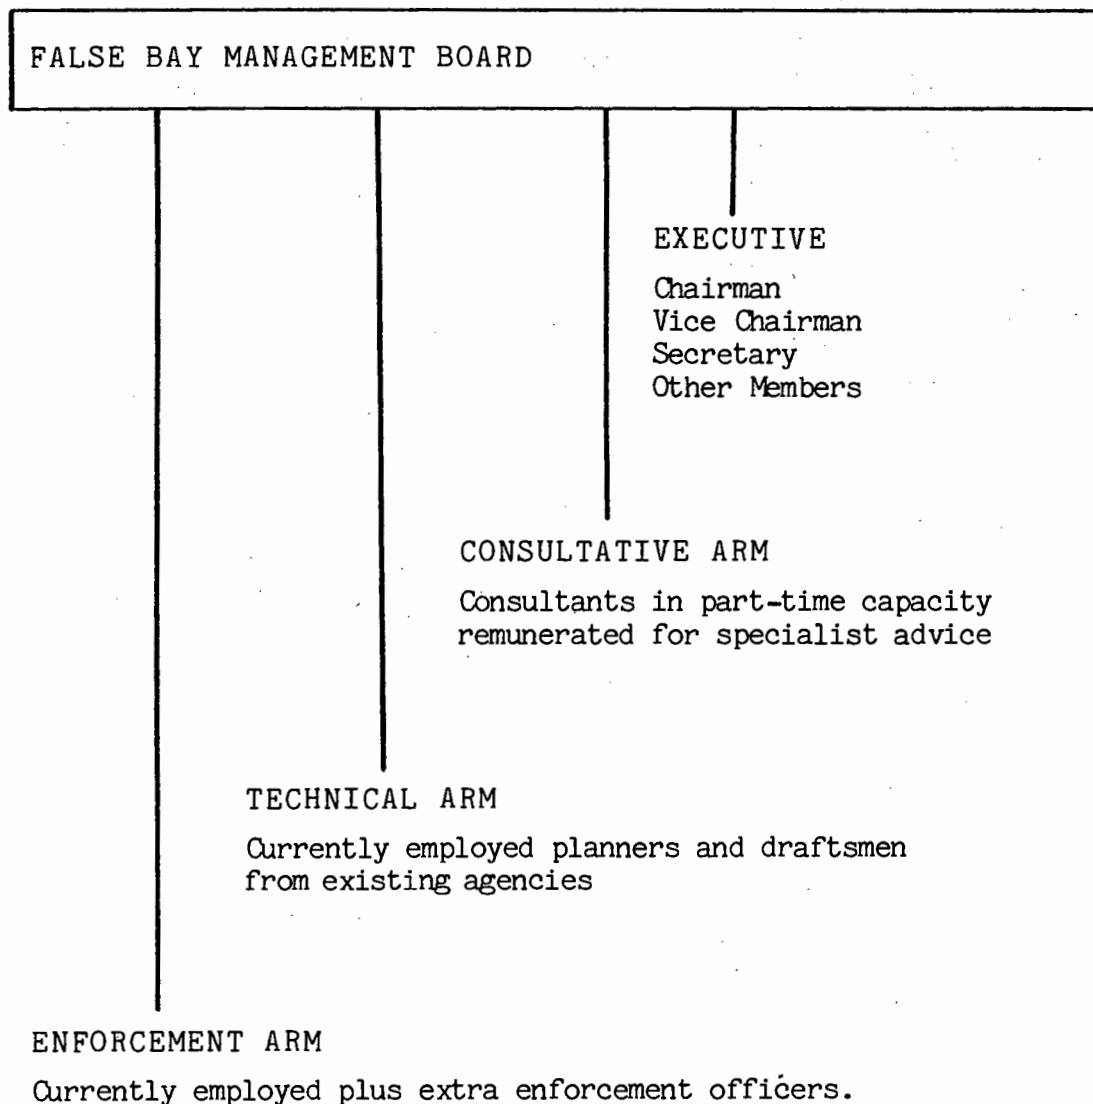 FALSE BAY MANAGEMENT BOARD
EXECUTIVE
Chairman
Vice Chairman
Secretary
Other Members
CONSULTATIVE ARM
Consultants in part-time capacity
remunerated for specialist advice
TECHNICAL ARM
Currently employed planners and draftsmen
from existing agencies
ENFORCEMENT ARM
Currently employed plus extra enforcement officers.